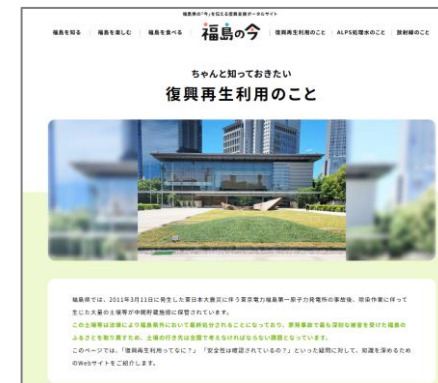 福島県の「今」を伝える復興支援ポータルサイト
福島を知る
福島を楽しむ
福島を食べる
福島の今
復興再生利用のこと
ALPS処理水のこと
放射線のこと
ちゃんと知っておきたい
復興再生利用のこと
福島県では、2011年3月11日に発生した東日本大震災に伴う東京電力福島第一原子力発電所の事故後、除染作業に伴って
生じた大量の土壌等が中間貯蔵施設に保管されています。
この土壌等は法律により福島県外において最終処分されることになっており、原発事故で最も深刻な被害を受けた福島の
ふるさとを取り戻すため、土壌の行き先は全国で考えなければならない課題となっています。
このページでは、「復興再生利用ってなに？」「安全性は確認されているの？」といった疑問に対して、知識を深めるため
のWebサイトをご紹介します。